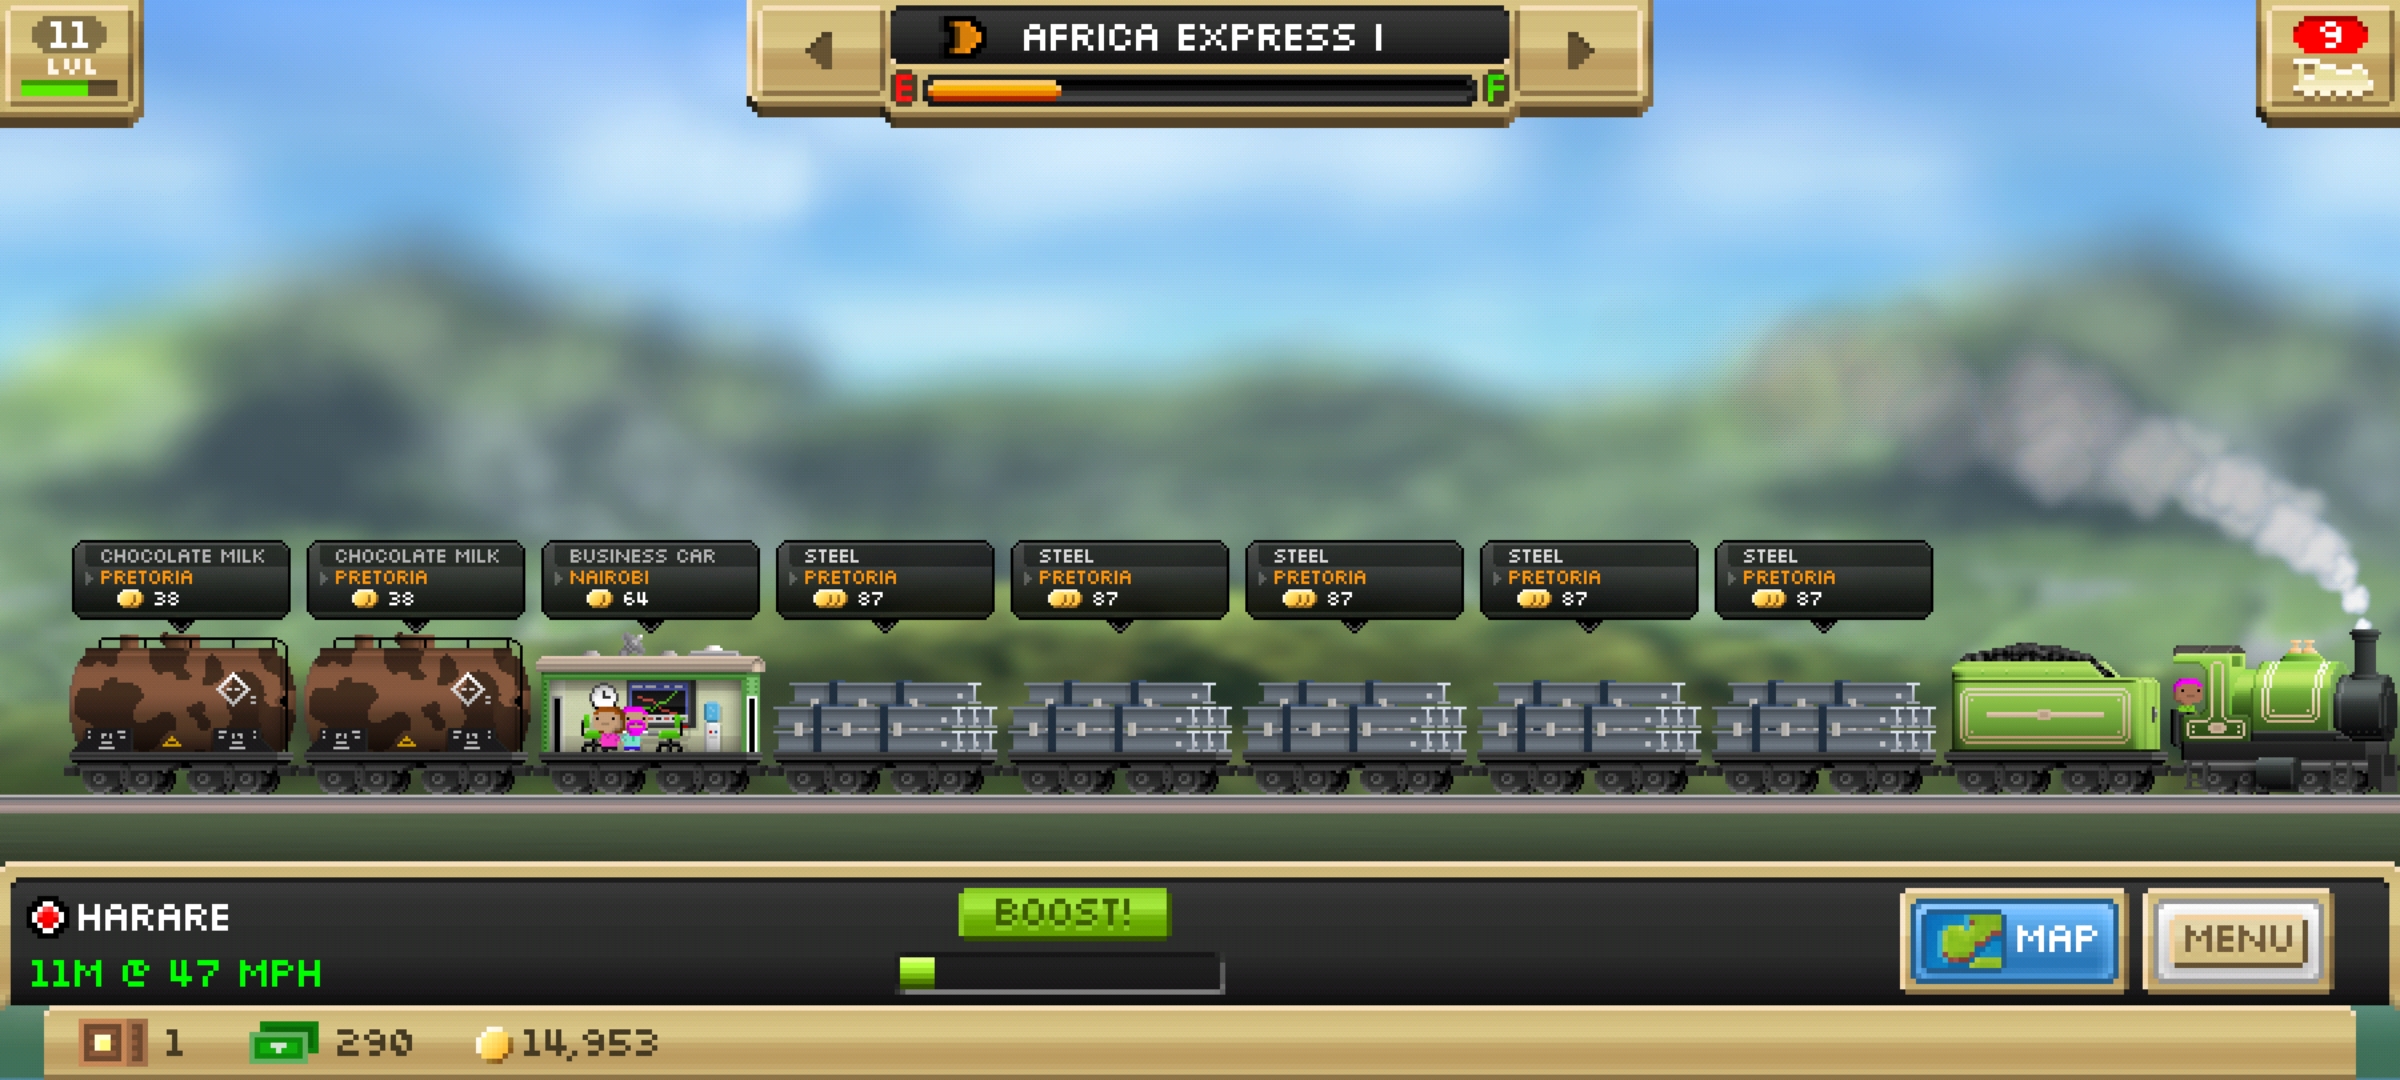 11
LVL
AFRICA EXPRESS I
E
F
9
CHOCOLATE MILK
PRETORIA
38
CHOCOLATE MILK
PRETORIA
38
BUSINESS CAR
NAIROBI
64
STEEL
PRETORIA
87
STEEL
PRETORIA
87
STEEL
PRETORIA
87
STEEL
PRETORIA
87
STEEL
PRETORIA
87
HARARE
11M @ 47 MPH
BOOST!
MAP
MENU
1
290
14,953